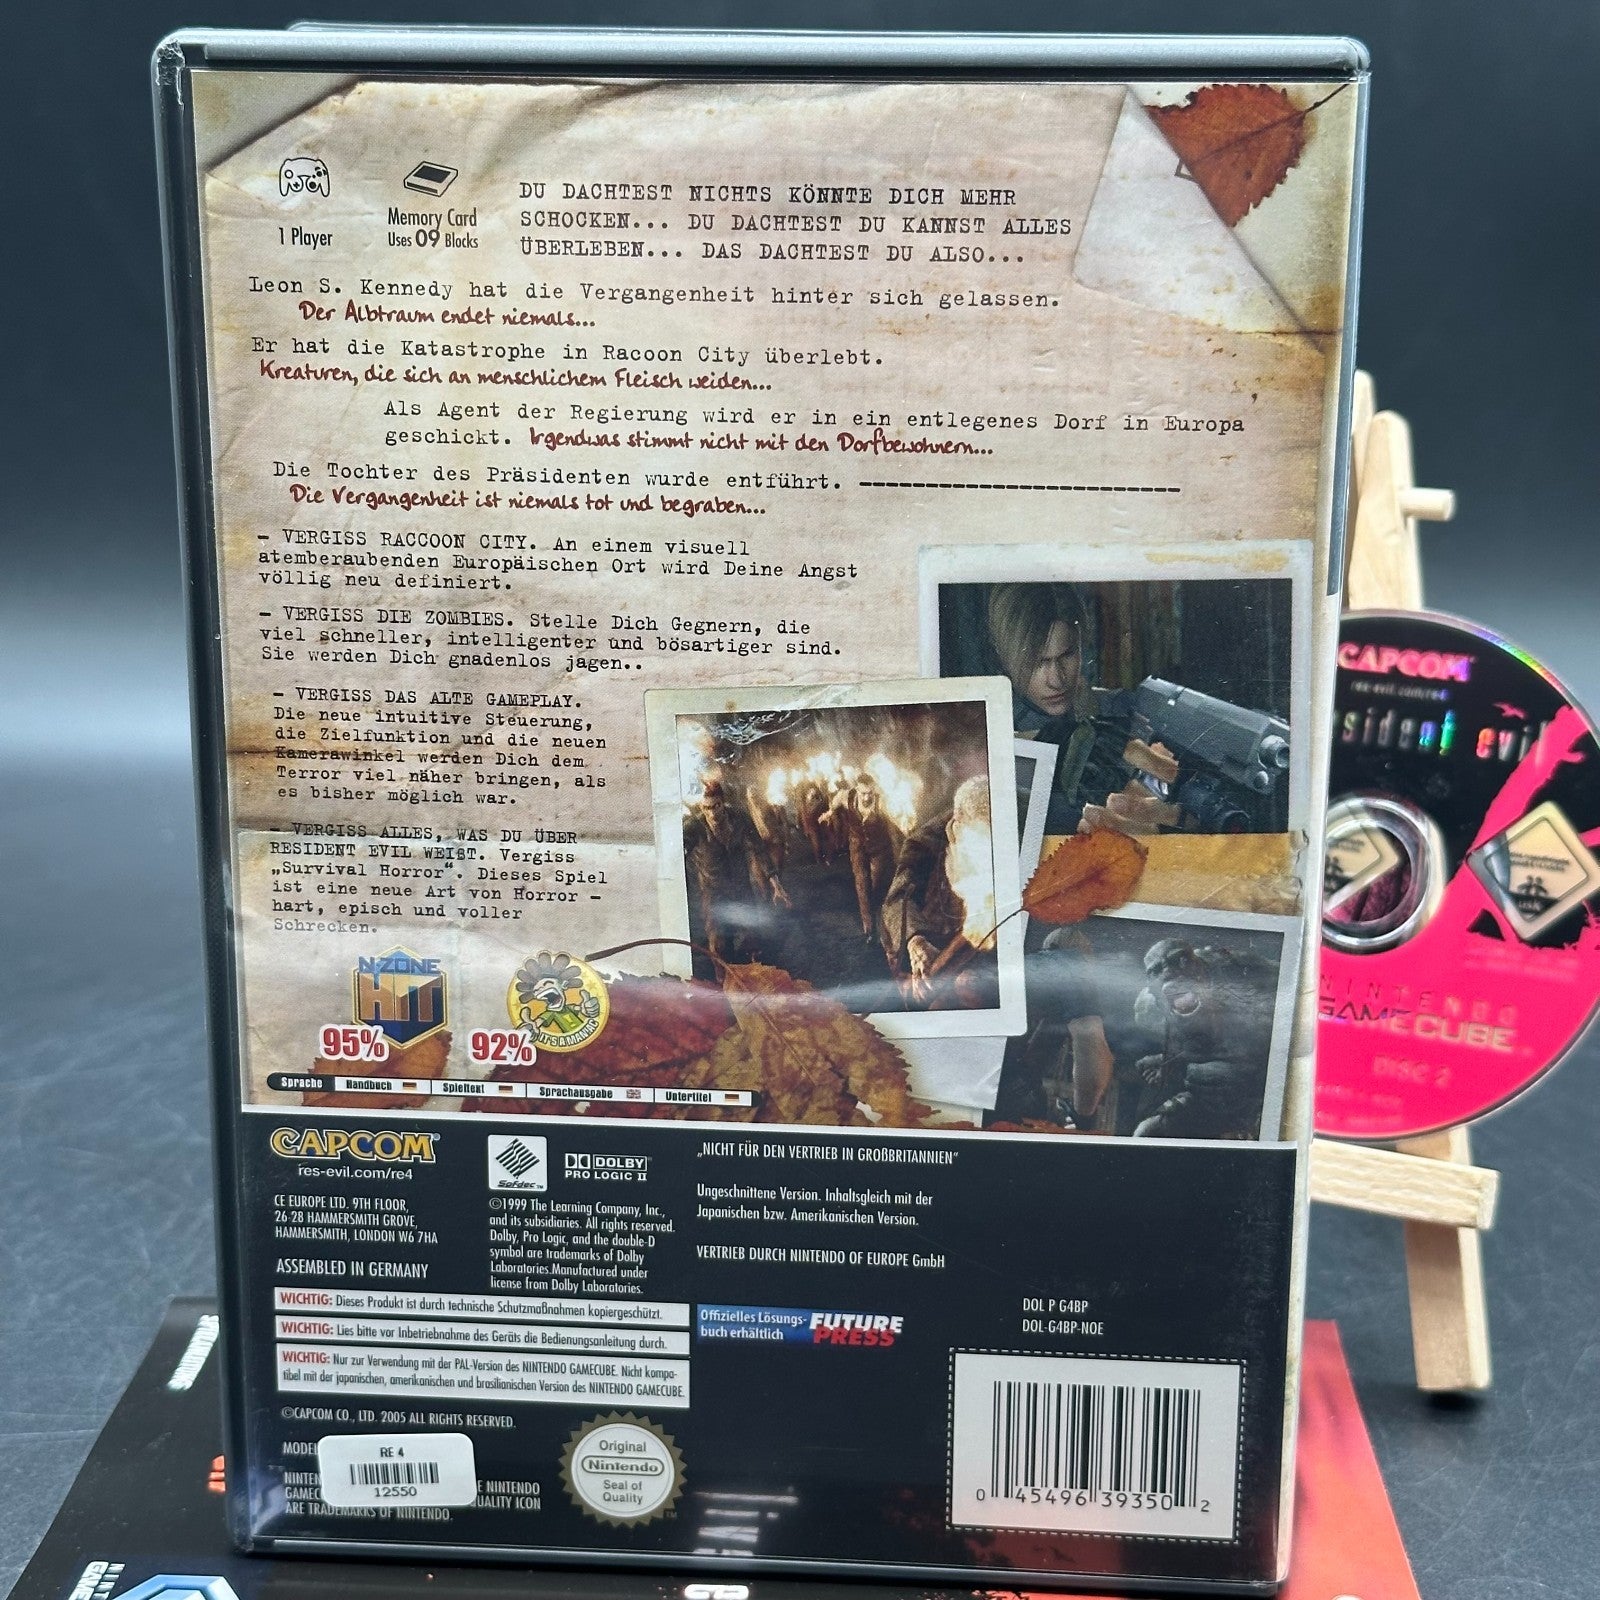 1 Player
Memory Card
Uses 09 Blocks
DU DACHTEST NICHTS KÖNNTE DICH MEHR
SCHOCKEN... DU DACHTEST DU KANNST ALLES
ÜBERLEBEN... DAS DACHTEST DU ALSO...
Leon S. Kennedy hat die Vergangenheit hinter sich gelassen.
Der Albtraum endet niemals...
Er hat die Katastrophe in Racoon City überlebt.
Kreaturen, die sich an menschlichem Fleisch weiden...
Als Agent der Regierung wird er in ein entlegenes Dorf in Europa
geschickt. Irgendwas stimmt nicht mit den Dorfbewohnern...
Die Tochter des Präsidenten wurde entführt. ------------------------
Die Vergangenheit ist niemals tot und begraben...
- VERGISS RACCOON CITY. An einem visuell
atemberaubenden Europäischen Ort wird Deine Angst
völlig neu definiert.
- VERGISS DIE ZOMBIES. Stelle Dich Gegnern, die
viel schneller, intelligenter und bösartiger sind.
Sie werden Dich gnadenlos jagen..
- VERGISS DAS ALTE GAMEPLAY.
Die neue intuitive Steuerung,
die Zielfunktion und die neuen
Kamerawinkel werden Dich dem
Terror viel näher bringen, als
es bisher möglich war.
- VERGISS ALLES, WAS DU ÜBER
RESIDENT EVIL WEIßT. Vergiss
„Survival Horror“. Dieses Spiel
ist eine neue Art von Horror -
hart, episch und voller
Schrecken.
N-ZONE
HIT
95%
IT'S A MANIAC
92%
Sprache Handbuch Spieltext Sprachausgabe Untertitel
CAPCOM
res-evil.com/re4
CE EUROPE LTD. 9TH FLOOR,
26-28 HAMMERSMITH GROVE,
HAMMERSMITH, LONDON W6 7HA
ASSEMBLED IN GERMANY
Sofdec
DOLBY
PRO LOGIC II
©1999 The Learning Company, Inc.,
and its subsidiaries. All rights reserved.
Dolby, Pro Logic, and the double-D
symbol are trademarks of Dolby
Laboratories.Manufactured under
license from Dolby Laboratories.
„NICHT FÜR DEN VERTRIEB IN GROßBRITANNIEN“
Ungeschnittene Version. Inhaltsgleich mit der
Japanischen bzw. Amerikanischen Version.
VERTRIEB DURCH NINTENDO OF EUROPE GmbH
WICHTIG: Dieses Produkt ist durch technische Schutzmaßnahmen kopiergeschützt.
WICHTIG: Lies bitte vor Inbetriebnahme des Geräts die Bedienungsanleitung durch.
WICHTIG: Nur zur Verwendung mit der PAL-Version des NINTENDO GAMECUBE. Nicht kompa-
tibel mit der japanischen, amerikanischen und brasilianischen Version des NINTENDO GAMECUBE.
Offizielles Lösungs-
buch erhältlich
FUTURE
PRESS
DOL P G4BP
DOL-G4BP-NOE
©CAPCOM CO., LTD. 2005 ALL RIGHTS RESERVED.
MODEL
NINTEN
GAMEC
E NINTENDO
UALITY ICON
ARE TRADEMARKS OF NINTENDO.
RE 4
12550
Original
Nintendo
Seal of
Quality
TM
0 45496 39350 2
CAPCOM
res-evil.com/re4
resident evil
USK
NINTENDO
GAMECUBE
DISC 2